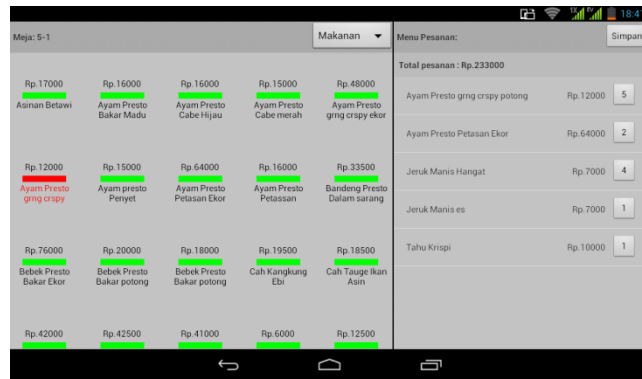 18:4
Meja: 5-1
Makanan
Menu Pesanan:
Simpan
Total pesanan : Rp.233000
Rp.17000
Asinan Betawi
Rp.16000
Ayam Presto
Bakar Madu
Rp.16000
Ayam Presto
Cabe Hijau
Rp.15000
Ayam Presto
Cabe merah
Rp.48000
Ayam Presto
grng crspy ekor
Rp.12000
Ayam Presto
grng crspy
Rp.15000
Ayam presto
Penyet
Rp.64000
Ayam Presto
Petasan Ekor
Rp.16000
Ayam Presto
Petassan
Rp.33500
Bandeng Presto
Dalam sarang
Rp.76000
Bebek Presto
Bakar Ekor
Rp.20000
Bebek Presto
Bakar potong
Rp.18000
Bebek Presto
Bakar potong
Rp.19500
Cah Kangkung
Ebi
Rp.18500
Cah Tauge Ikan
Asin
Rp.42000
Rp.42500
Rp.41000
Rp.6000
Rp.12500
Ayam Presto grng crspy potong Rp.12000 5
Ayam Presto Petasan Ekor Rp.64000 2
Jeruk Manis Hangat Rp.7000 4
Jeruk Manis es Rp.7000 1
Tahu Krispi Rp.10000 1